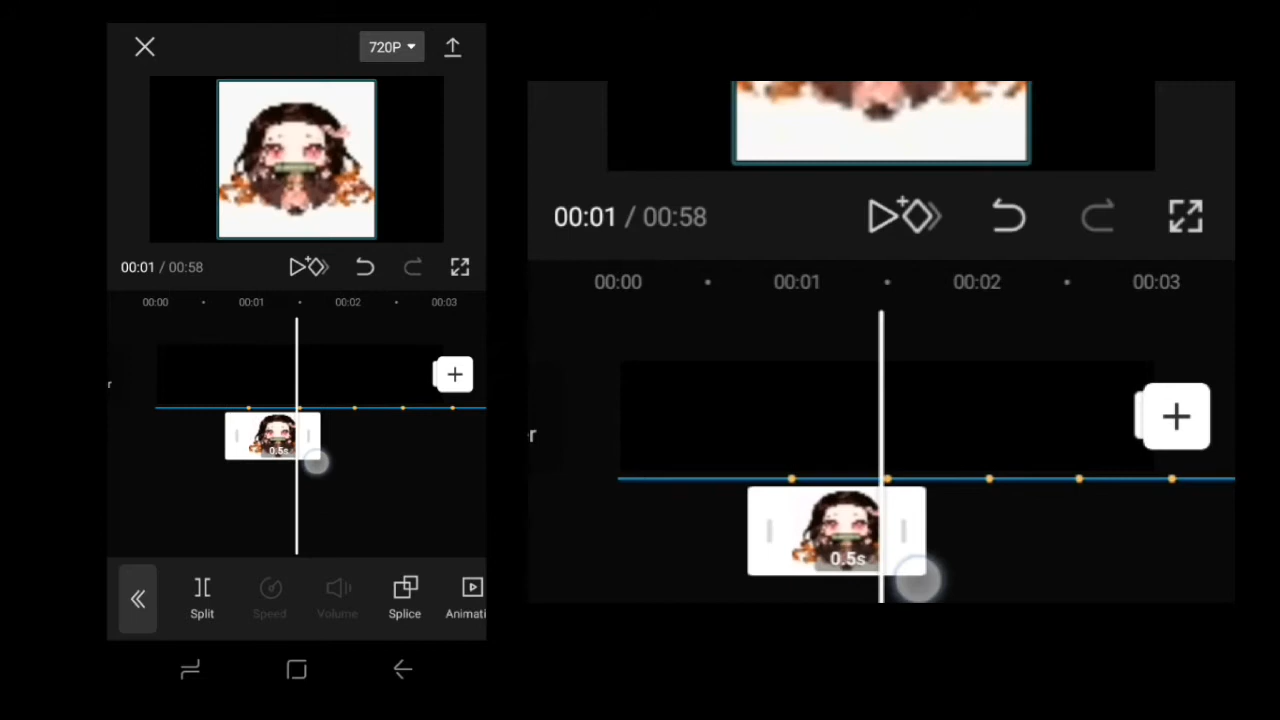 720P
00:01 / 00:58
00:00
00:01
00:02
00:03
r
0.5s
Split
Speed
Volume
Splice
Animati
00:01 / 00:58
00:00
00:01
00:02
00:03
r
0.5s